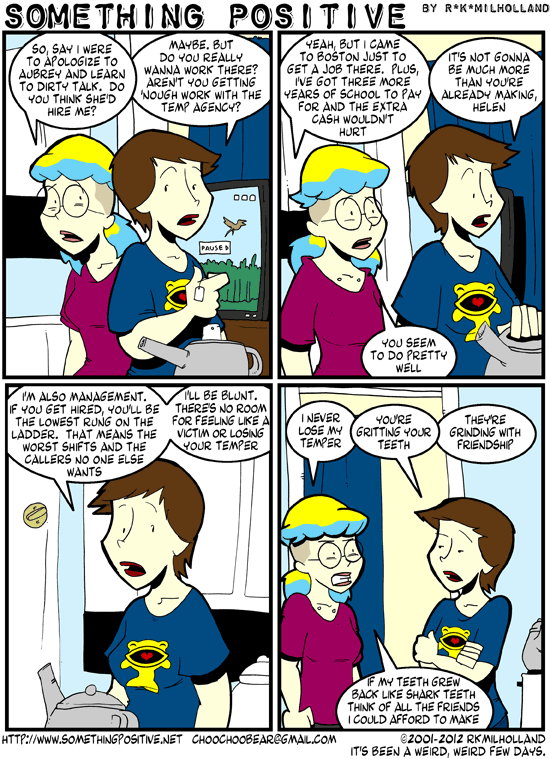 SOMETHING POSITIVE BY R*K*MILHOLLAND
SO, SAY I WERE
TO APOLOGIZE TO
AUBREY AND LEARN
TO DIRTY TALK. DO
YOU THINK SHE'D
HIRE ME?
MAYBE. BUT
DO YOU REALLY
WANNA WORK THERE?
AREN'T YOU GETTING
'NOUGH WORK WITH THE
TEMP AGENCY?
PAUSED
YEAH, BUT I CAME
TO BOSTON JUST TO
GET A JOB THERE. PLUS,
I'VE GOT THREE MORE
YEARS OF SCHOOL TO PAY
FOR AND THE EXTRA
CASH WOULDN'T
HURT
IT'S NOT GONNA
BE MUCH MORE
THAN YOU'RE
ALREADY MAKING,
HELEN
YOU SEEM
TO DO PRETTY
WELL
I'M ALSO MANAGEMENT.
IF YOU GET HIRED, YOU'LL BE
THE LOWEST RUNG ON THE
LADDER. THAT MEANS THE
WORST SHIFTS AND THE
CALLERS NO ONE ELSE
WANTS
I'LL BE BLUNT.
THERE'S NO ROOM
FOR FEELING LIKE A
VICTIM OR LOSING
YOUR TEMPER
I NEVER
LOSE MY
TEMPER
YOU'RE
GRITTING YOUR
TEETH
THEY'RE
GRINDING WITH
FRIENDSHIP
IF MY TEETH GREW
BACK LIKE SHARK TEETH
THINK OF ALL THE FRIENDS
I COULD AFFORD TO MAKE
HTTP://WWW.SOMETHINGPOSITIVE.NET CHOOCHOOBEAR@GMAIL.COM
©2001-2012 RKMILHOLLAND
IT'S BEEN A WEIRD, WEIRD FEW DAYS.